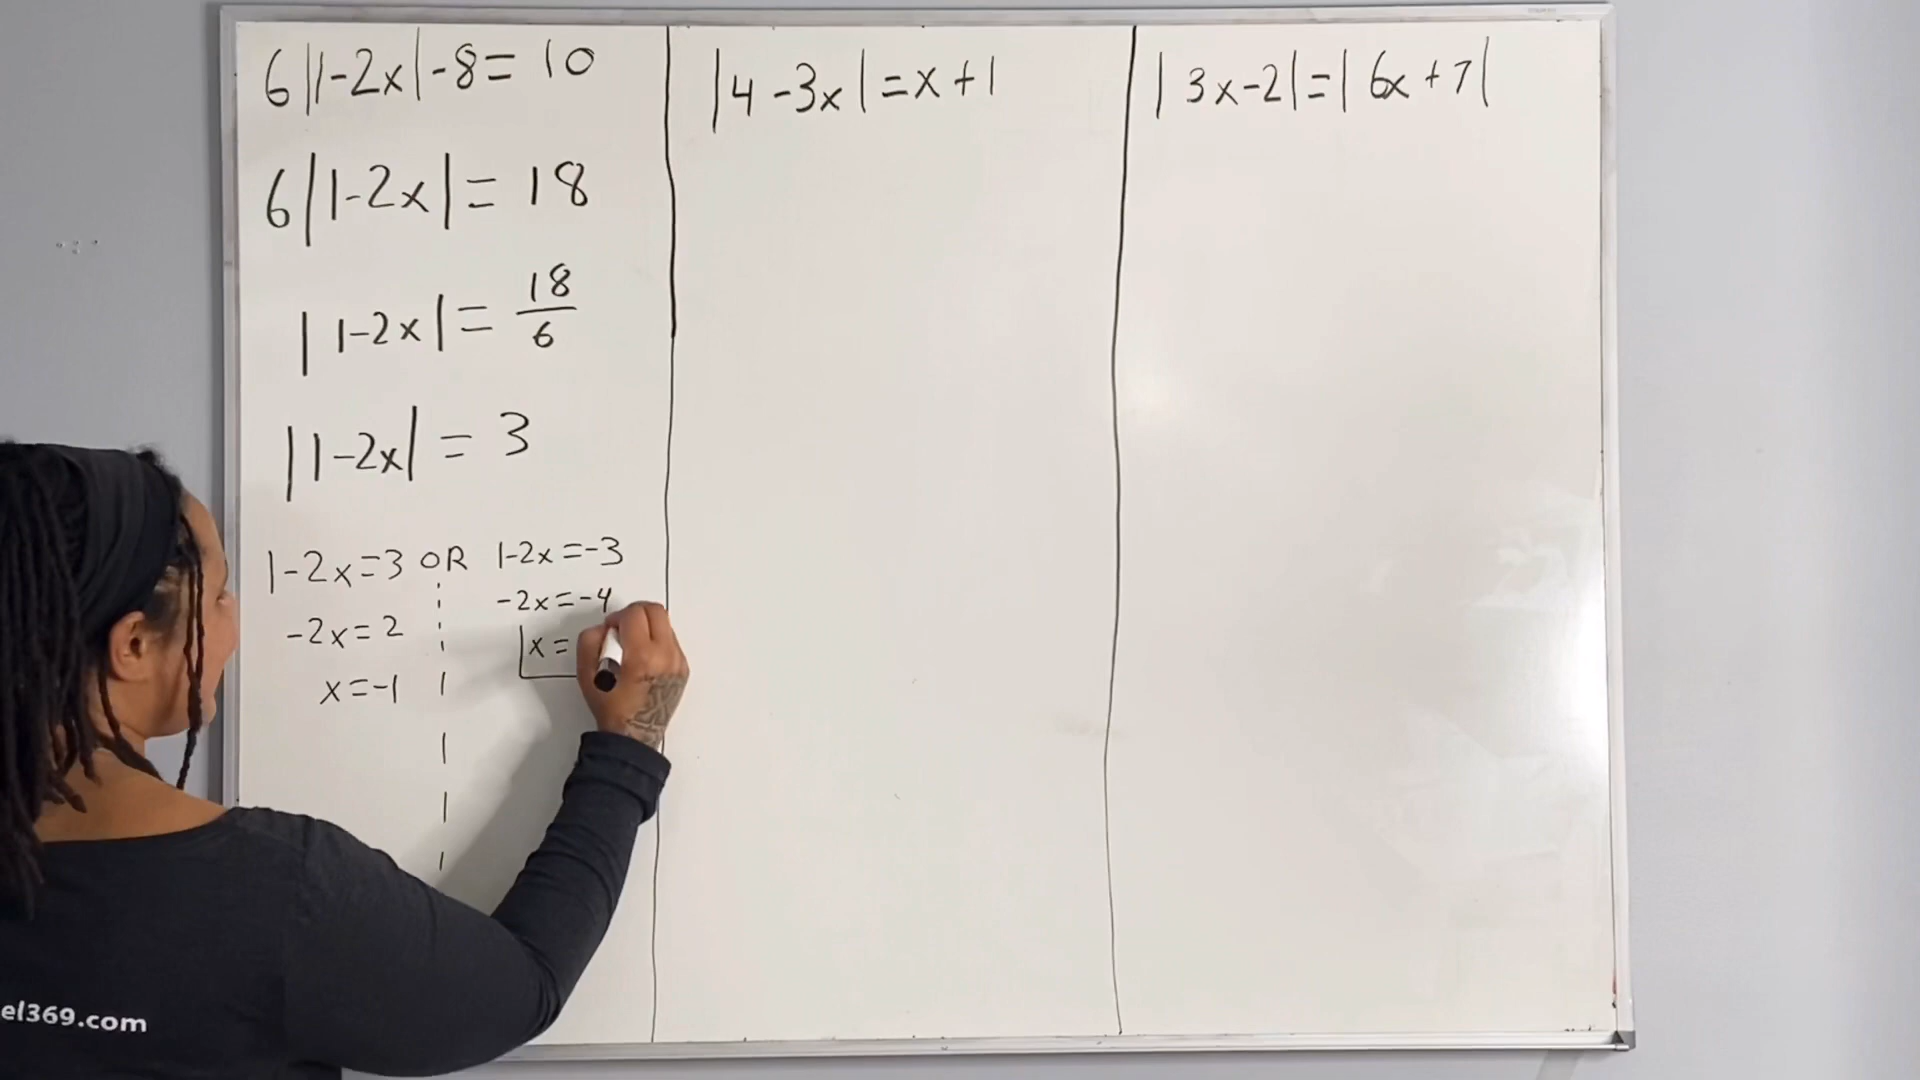 6|1-2x|-8=10
6|1-2x|=18
|1-2x|=18/6
|1-2x|=3
1-2x=3 OR 1-2x=-3
-2x=2
-2x=-4
x=-1
x=
|4-3x|=x+1
|3x-2|=|6x+7|
el369.com